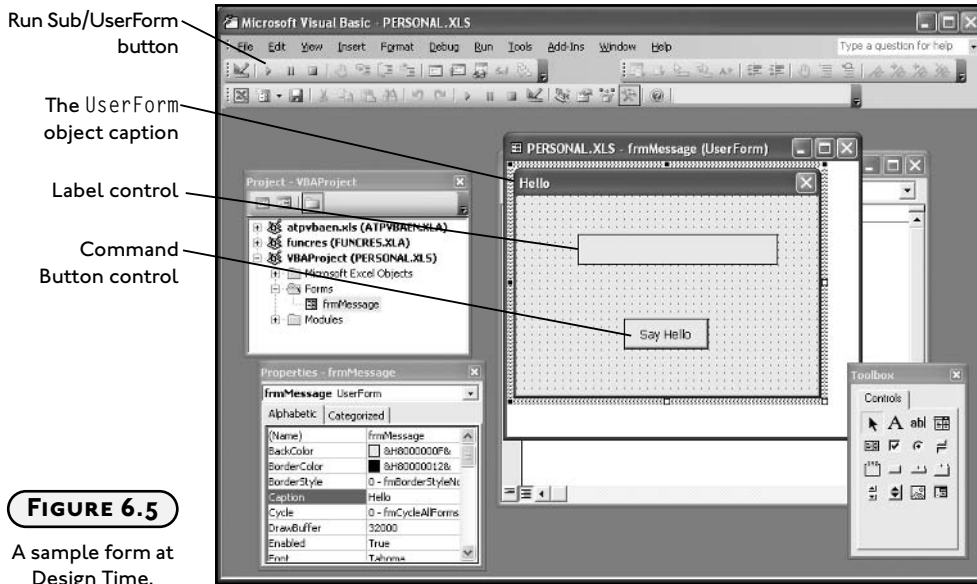 Run Sub/UserForm
button
The UserForm
object caption
Label control
Command
Button control
FIGURE 6.5
A sample form at
Design Time.
Microsoft Visual Basic - PERSONAL.XLS
File Edit View Insert Format Debug Run Tools Add-Ins Window Help
Type a question for help
Project - VBAProject
atpvbaen.xls (ATPVBAEN.XLA)
funcres (FUNCRES.XLA)
VBAProject (PERSONAL.XLS)
Microsoft Excel Objects
Forms
frmMessage
Modules
Properties - frmMessage
frmMessage UserForm
Alphabetic Categorized
(Name) frmMessage
BackColor &H8000000F&
BorderColor &H80000012&
BorderStyle 0 - fmBorderStyleNo
Caption Hello
Cycle 0 - fmCycleAllForms
DrawBuffer 32000
Enabled True
Font Tahoma
PERSONAL.XLS - frmMessage (UserForm)
Hello
Say Hello
Toolbox
Controls
A abl